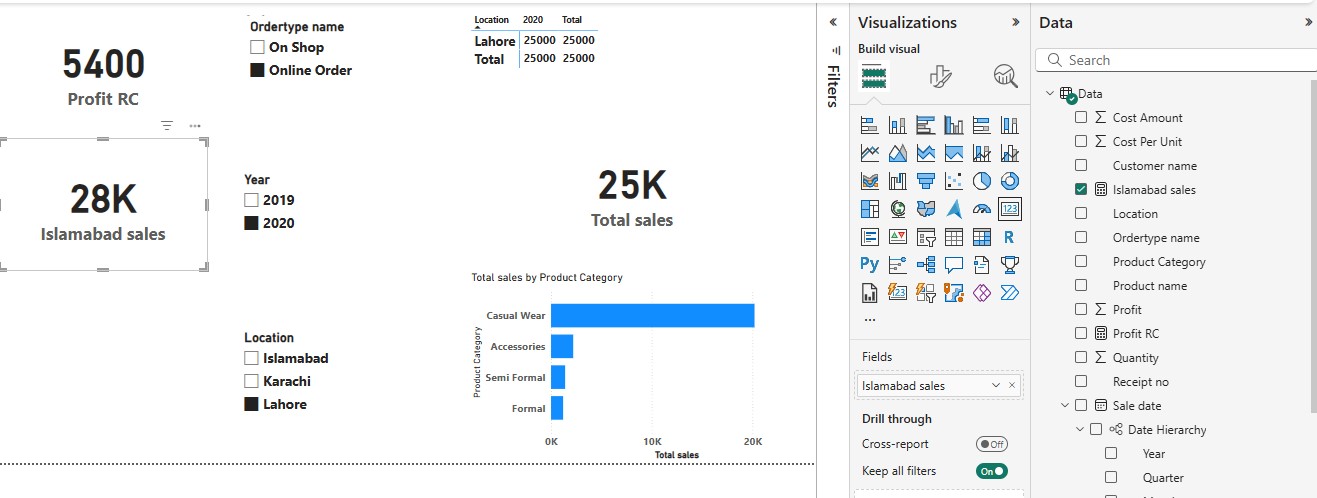 Ordertype name
On Shop
Online Order
5400
Profit RC
Location 2020 Total
Lahore 25000 25000
Total 25000 25000
28K
Islamabad sales
Year
2019
2020
25K
Total sales
Total sales by Product Category
Product Category
Casual Wear
Accessories
Semi Formal
Formal
0K 10K 20K
Total sales
Location
Islamabad
Karachi
Lahore
Filters
Visualizations
Build visual
123
R
Py
123
...
Fields
Islamabad sales
Drill through
Cross-report
Off
Keep all filters
On
Data
Search
Data
Cost Amount
Cost Per Unit
Customer name
Islamabad sales
Location
Ordertype name
Product Category
Product name
Profit
Profit RC
Quantity
Receipt no
Sale date
Date Hierarchy
Year
Quarter